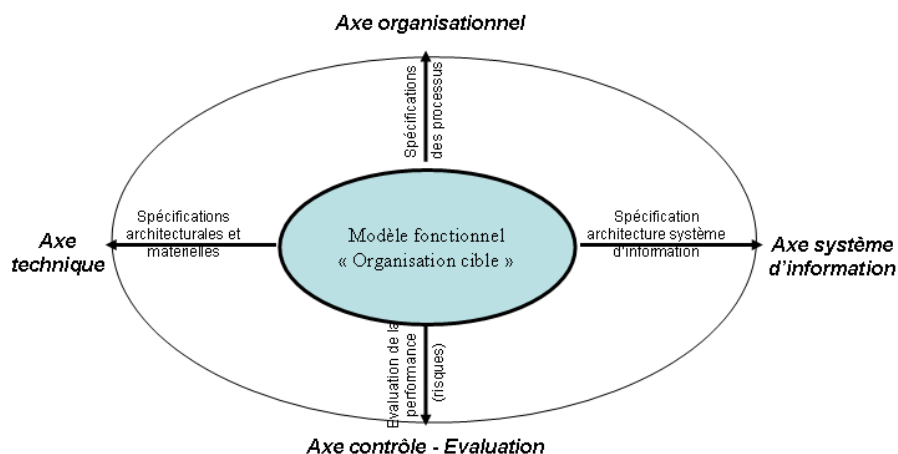 Axe organisationnel
Spécifications
des processus
Spécifications
architecturales et
matérielles
Axe
technique
Modèle fonctionnel
« Organisation cible »
Spécification
architecture système
d'information
Axe système
d'information
Evaluation de la
performance
(risques)
Axe contrôle - Evaluation